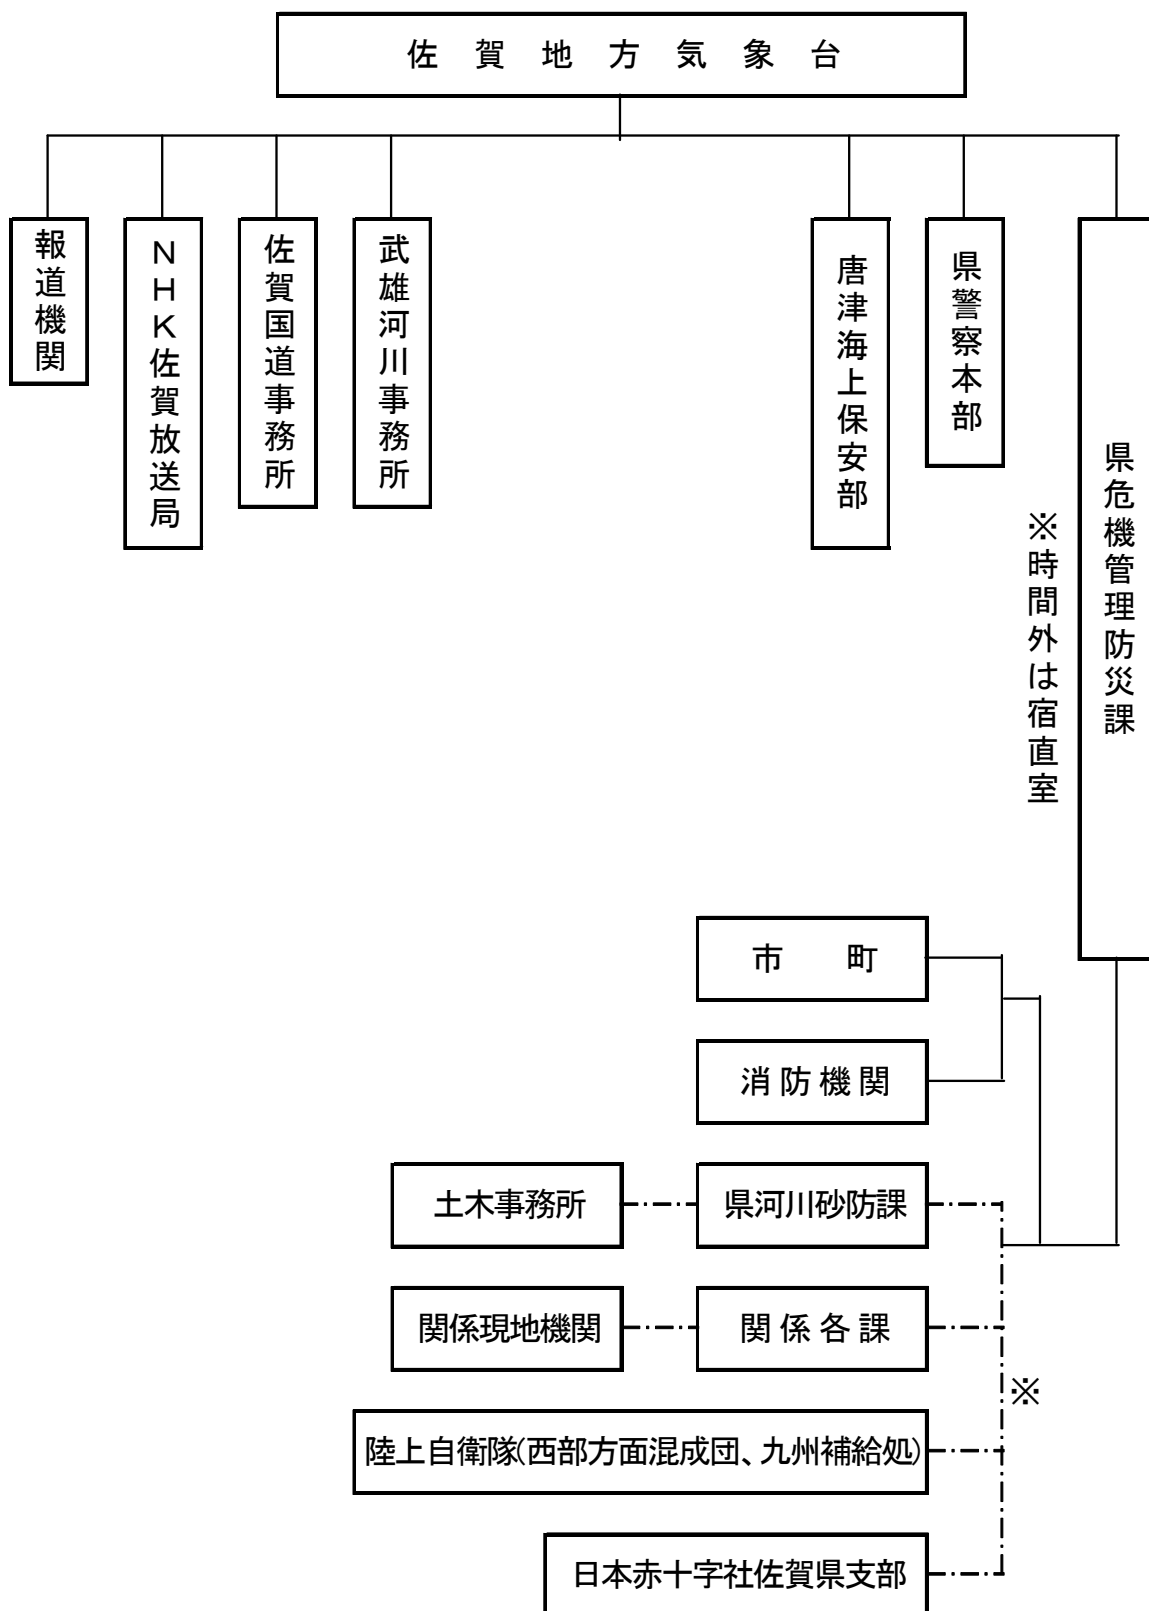 佐賀地方気象台
報道機関
NHK佐賀放送局
佐賀国道事務所
武雄河川事務所
唐津海上保安部
県警察本部
県危機管理防災課
※時間外は宿直室
市　町
消防機関
土木事務所
県河川砂防課
関係現地機関
関係各課
※
陸上自衛隊(西部方面混成団、九州補給処)
日本赤十字社佐賀県支部